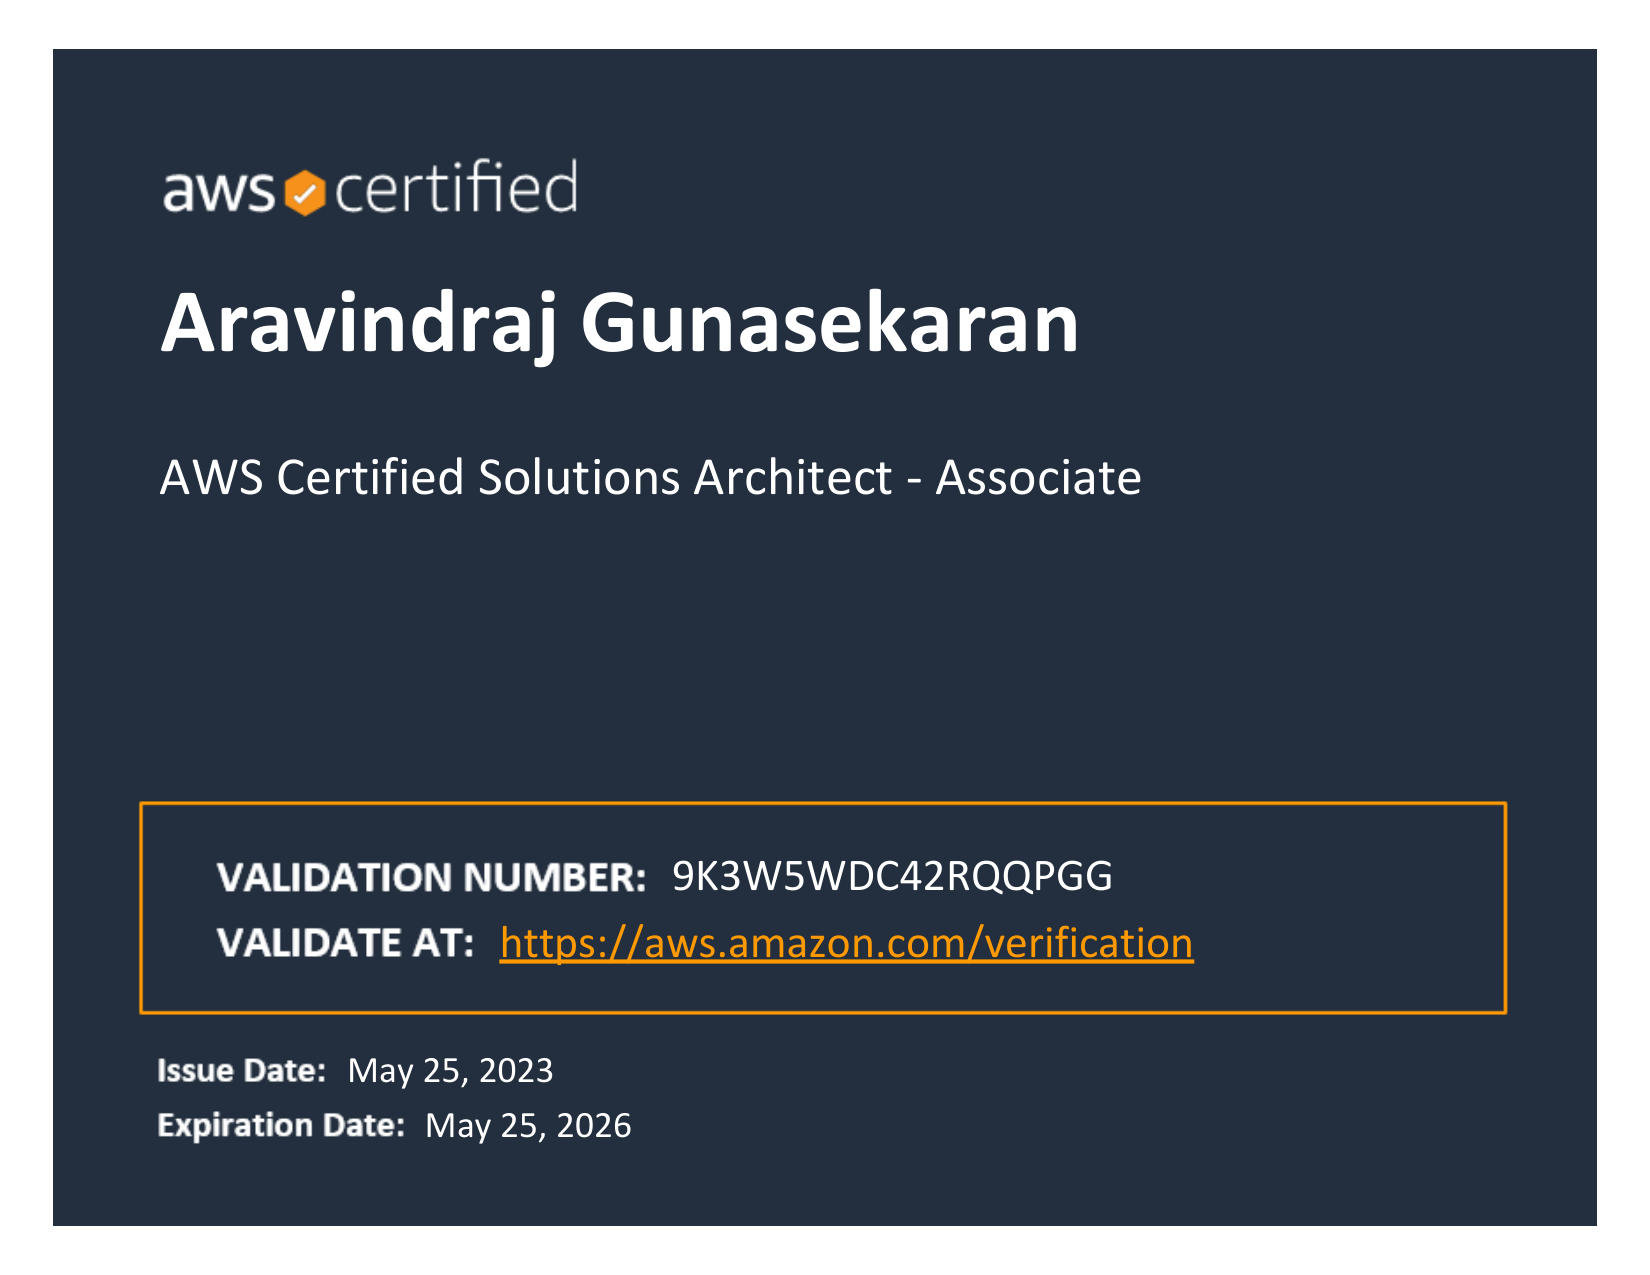 aws certified
Aravindraj Gunasekaran
AWS Certified Solutions Architect - Associate
VALIDATION NUMBER: 9K3W5WDC42RQQPGG
VALIDATE AT: https://aws.amazon.com/verification
Issue Date: May 25, 2023
Expiration Date: May 25, 2026